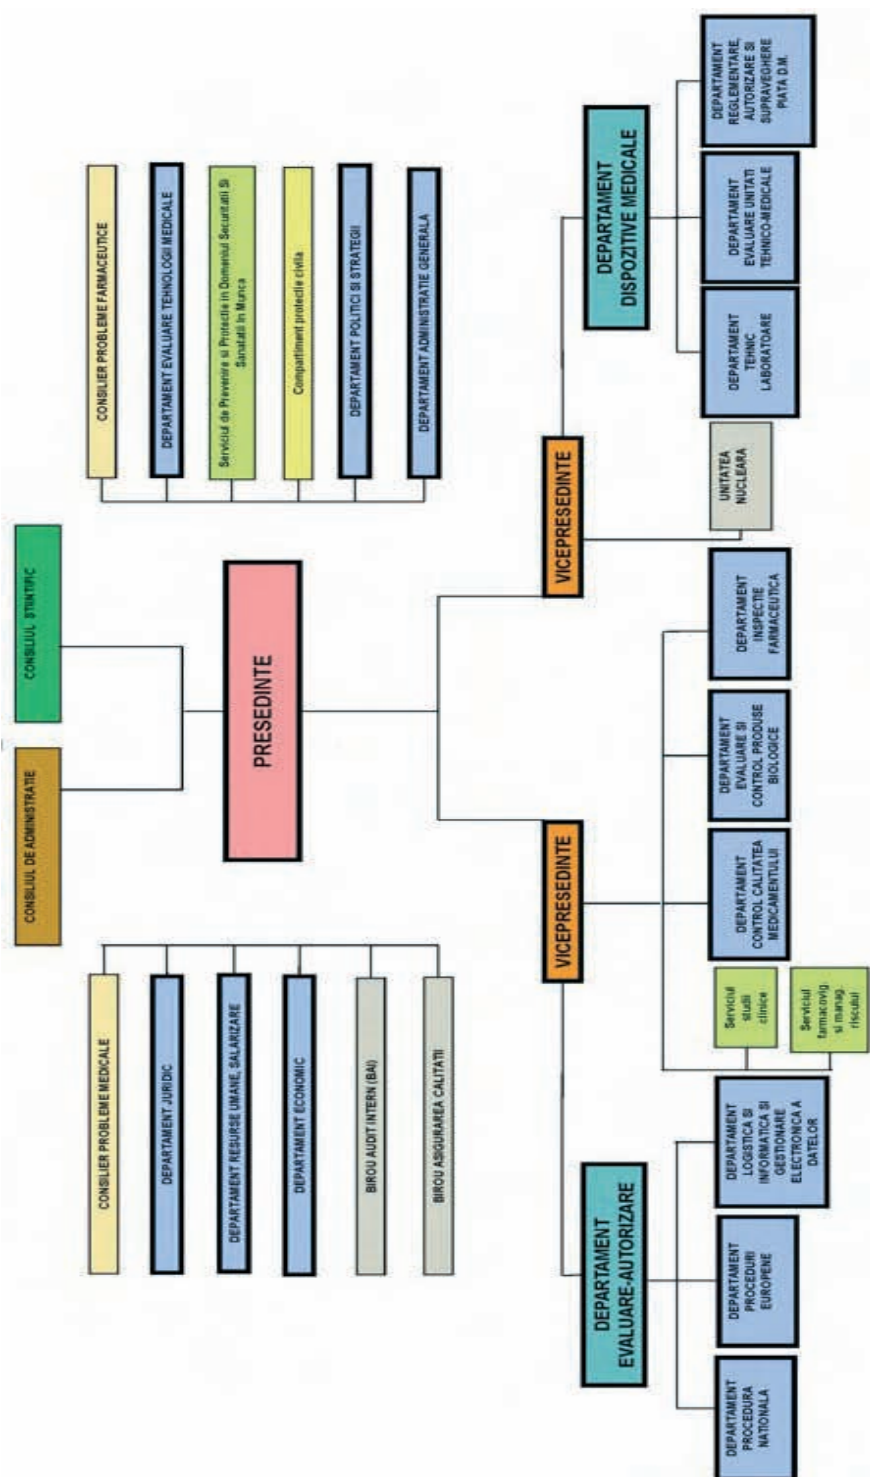 CONSILIUL DE ADMINISTRATIE
CONSILIUL STIINTIFIC
PRESEDINTE
CONSILIER PROBLEME MEDICALE
DEPARTAMENT JURIDIC
DEPARTAMENT RESURSE UMANE, SALARIZARE
DEPARTAMENT ECONOMIC
BIROU AUDIT INTERN (BAI)
BIROU ASIGURAREA CALITATII
CONSILIER PROBLEME FARMACEUTICE
DEPARTAMENT EVALUARE TEHNOLOGII MEDICALE
Serviciul de Prevenire si Protectie in Domeniul Securitatii Si
Sanatatii In Munca
Compartiment protectie civila
DEPARTAMENT POLITICI SI STRATEGII
DEPARTAMENT ADMINISTRATIE GENERALA
VICEPRESEDINTE
VICEPRESEDINTE
DEPARTAMENT
EVALUARE-AUTORIZARE
DEPARTAMENT
DISPOZITIVE MEDICALE
DEPARTAMENT
PROCEDURA
NATIONALA
DEPARTAMENT
PROCEDURI
EUROPENE
DEPARTAMENT
LOGISTICA SI
INFORMATICA SI
GESTIONARE
ELECTRONICA A
DATELOR
Serviciul
studii
clinice
Serviciul
farmacovig.
si manag.
riscului
DEPARTAMENT
CONTROL CALITATEA
MEDICAMENTULUI
DEPARTAMENT
EVALUARE SI
CONTROL PRODUSE
BIOLOGICE
DEPARTAMENT
INSPECTIE
FARMACEUTICA
UNITATEA
NUCLEARA
DEPARTAMENT
TEHNIC
LABORATOARE
DEPARTAMENT
EVALUARE UNITATI
TEHNICO-MEDICALE
DEPARTAMENT
REGLEMENTARE,
AUTORIZARE SI
SUPRAVEGHERE
PIATA D.M.